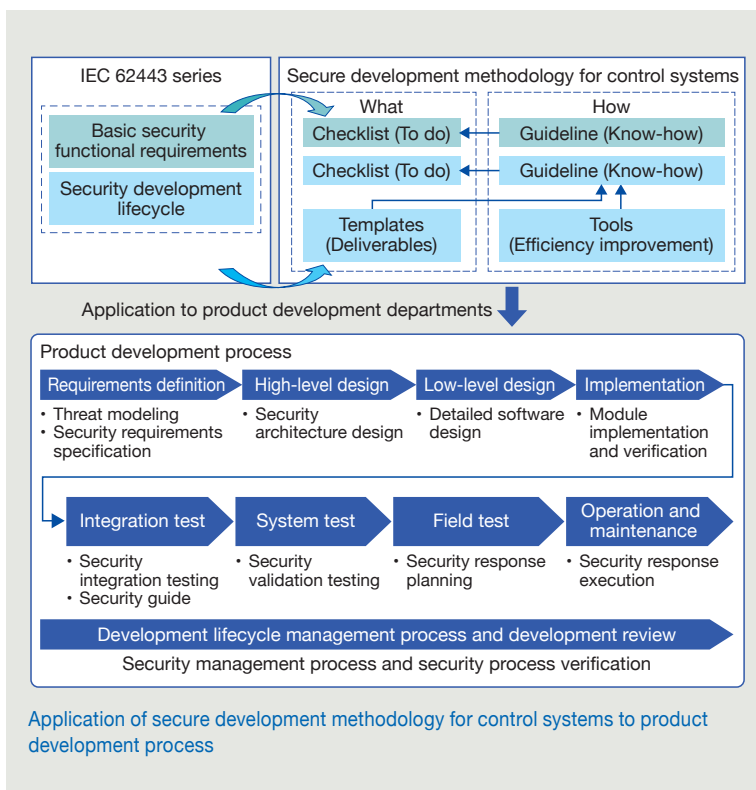 IEC 62443 series
Basic security
functional requirements
Security development
lifecycle
Secure development methodology for control systems
What
How
Checklist (To do)
Guideline (Know-how)
Checklist (To do)
Guideline (Know-how)
Templates
(Deliverables)
Tools
(Efficiency improvement)
Application to product development departments
Product development process
Requirements definition
• Threat modeling
• Security requirements
specification
High-level design
• Security
architecture design
Low-level design
• Detailed software
design
Implementation
• Module
implementation
and verification
Integration test
• Security
integration testing
• Security guide
System test
• Security
validation testing
Field test
• Security response
planning
Operation and
maintenance
• Security response
execution
Development lifecycle management process and development review
Security management process and security process verification
Application of secure development methodology for control systems to product
development process